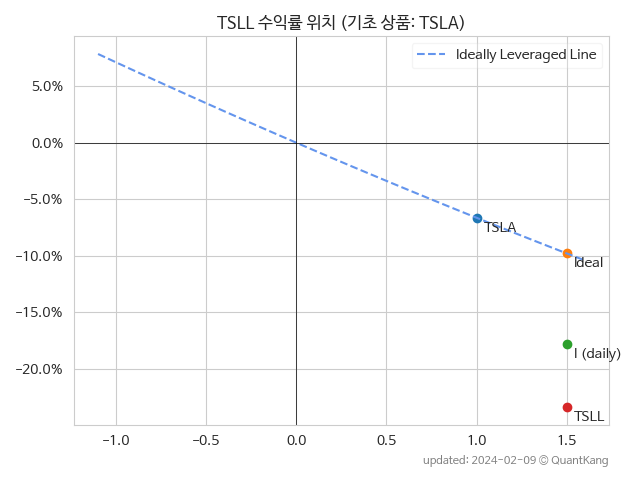 TSLL 수익률 위치 (기초 상품: TSLA)
Ideally Leveraged Line
5.0%
0.0%
−5.0%
−10.0%
−15.0%
−20.0%
TSLA
Ideal
I (daily)
TSLL
−1.0
−0.5
0.0
0.5
1.0
1.5
updated: 2024-02-09 © QuantKang